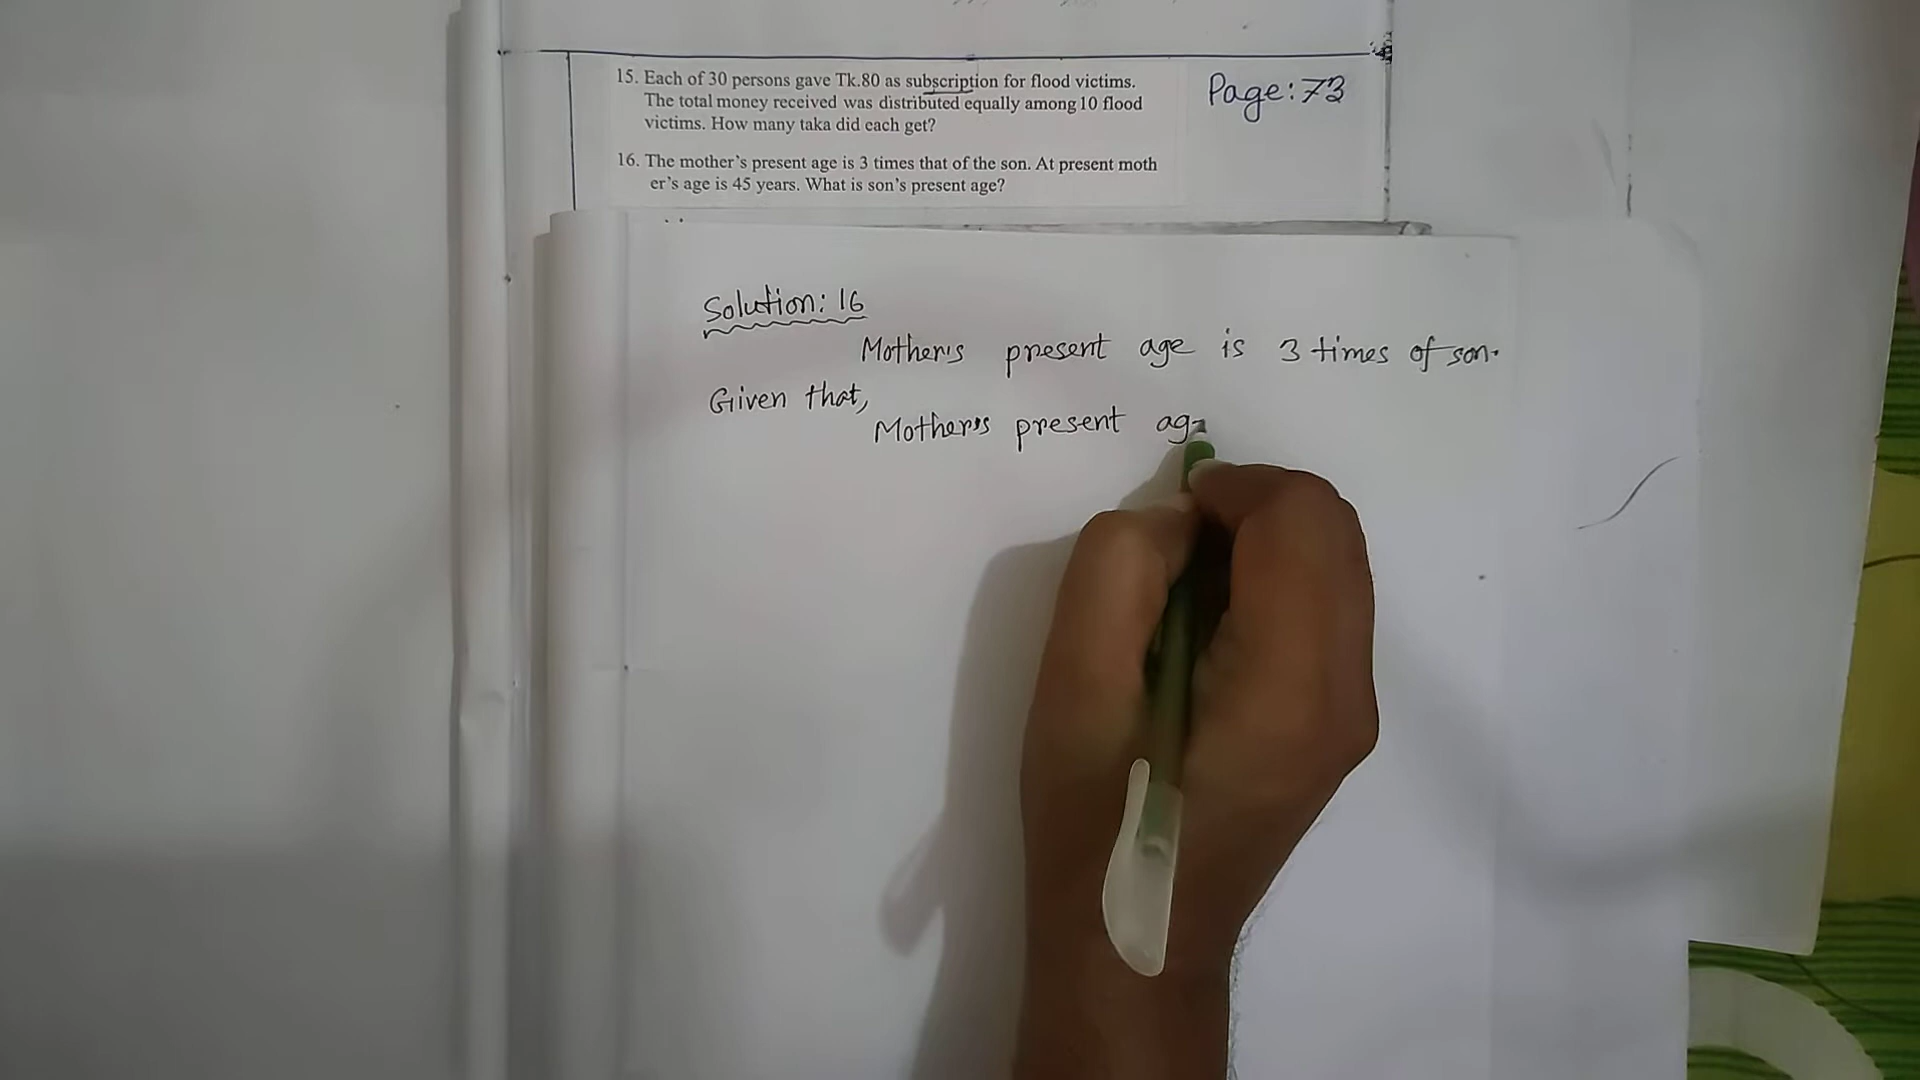 15. Each of 30 persons gave Tk.80 as subscription for flood victims.
The total money received was distributed equally among 10 flood
victims. How many taka did each get?
Page:73
16. The mother's present age is 3 times that of the son. At present moth
er's age is 45 years. What is son's present age?
Solution: 16
Mother's present age is 3 times of son.
Given that,
Mother's present age